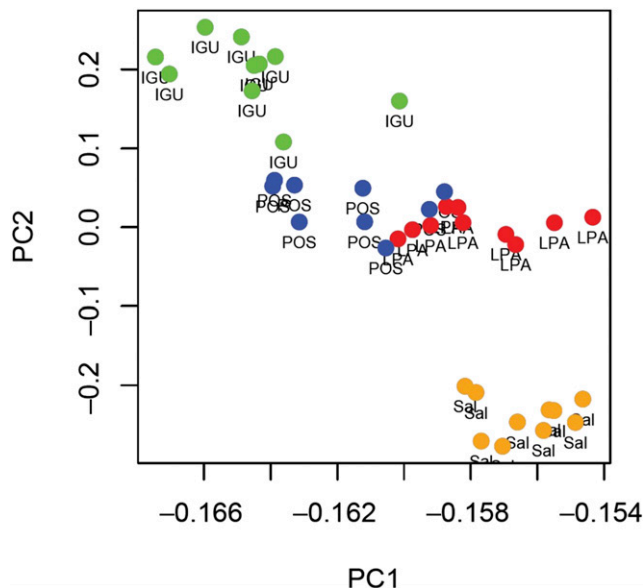 0.2
IGU IGU
IGU IGU
IGU
IGU IGU
0.1
IGU
POS
POS
POS
POS
POS
POS
LPA
LPA
LPA
LPA
LPA
LPA
LPA
PC2
0.0
–0.1
–0.2
Sal
Sal
Sal
Sal
Sal
Sal
Sal
–0.166 –0.162 –0.158 –0.154
PC1